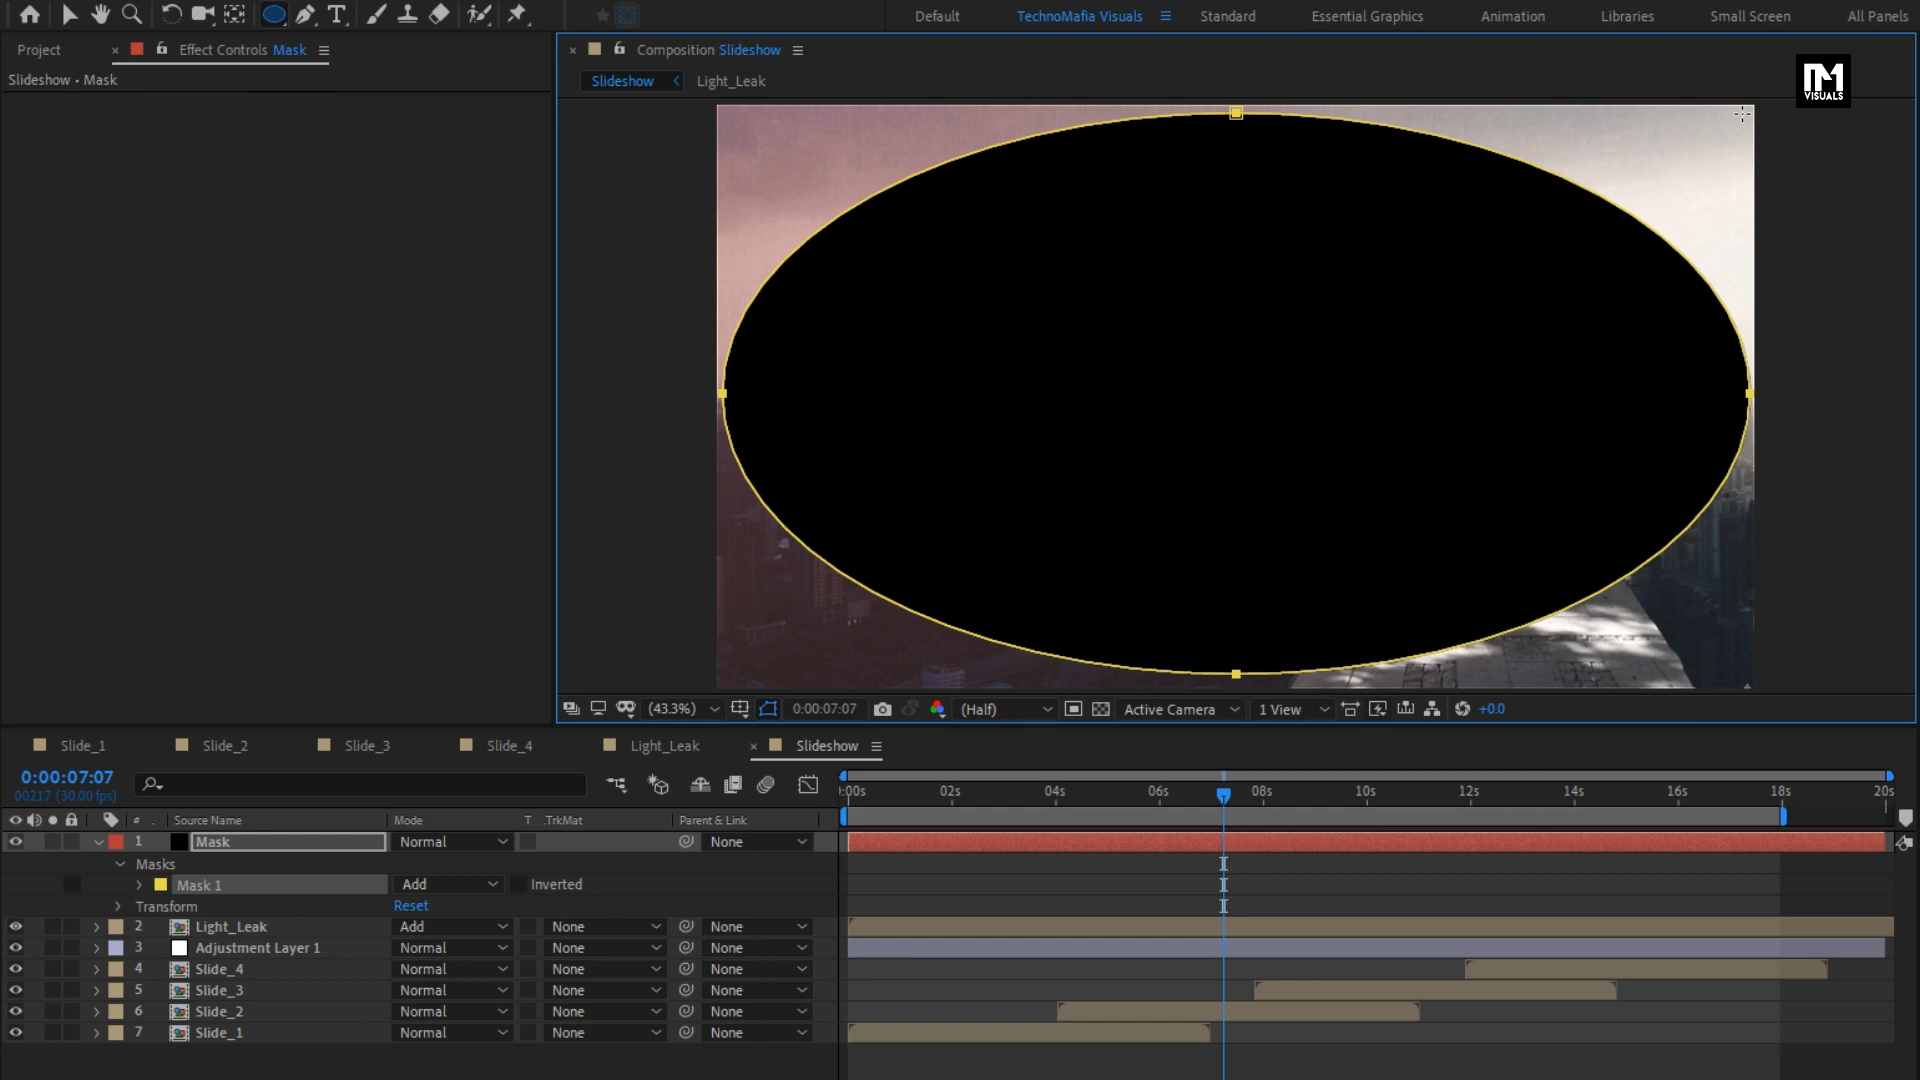 Default
TechnoMafia Visuals
Standard
Essential Graphics
Animation
Libraries
Small Screen
All Panels
Project
Effect Controls Mask
Composition Slideshow
Slideshow • Mask
Slideshow
Light_Leak
VISUALS
(43.3%)
0:00:07:07
(Half)
Active Camera
1 View
+0.0
Slide_1
Slide_2
Slide_3
Slide_4
Light_Leak
Slideshow
0:00:07:07
00217 (30.00 fps)
:00s 02s 04s 06s 08s 10s 12s 14s 16s 18s 20s
# . Source Name Mode T .TrkMat Parent & Link
1 Mask Normal None
Masks
Mask 1 Add Inverted
Transform Reset
2 Light_Leak Add None None
3 Adjustment Layer 1 Normal None None
4 Slide_4 Normal None None
5 Slide_3 Normal None None
6 Slide_2 Normal None None
7 Slide_1 Normal None None